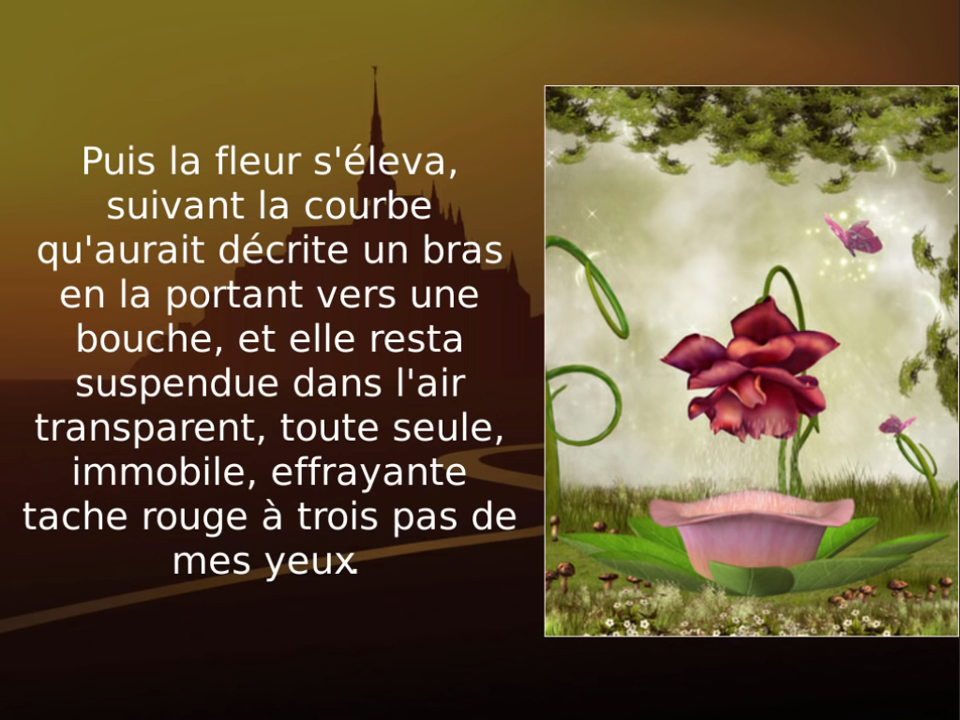 Puis la fleur s'éleva,
suivant la courbe
qu'aurait décrite un bras
en la portant vers une
bouche, et elle resta
suspendue dans l'air
transparent, toute seule,
immobile, effrayante
tache rouge à trois pas de
mes yeux.